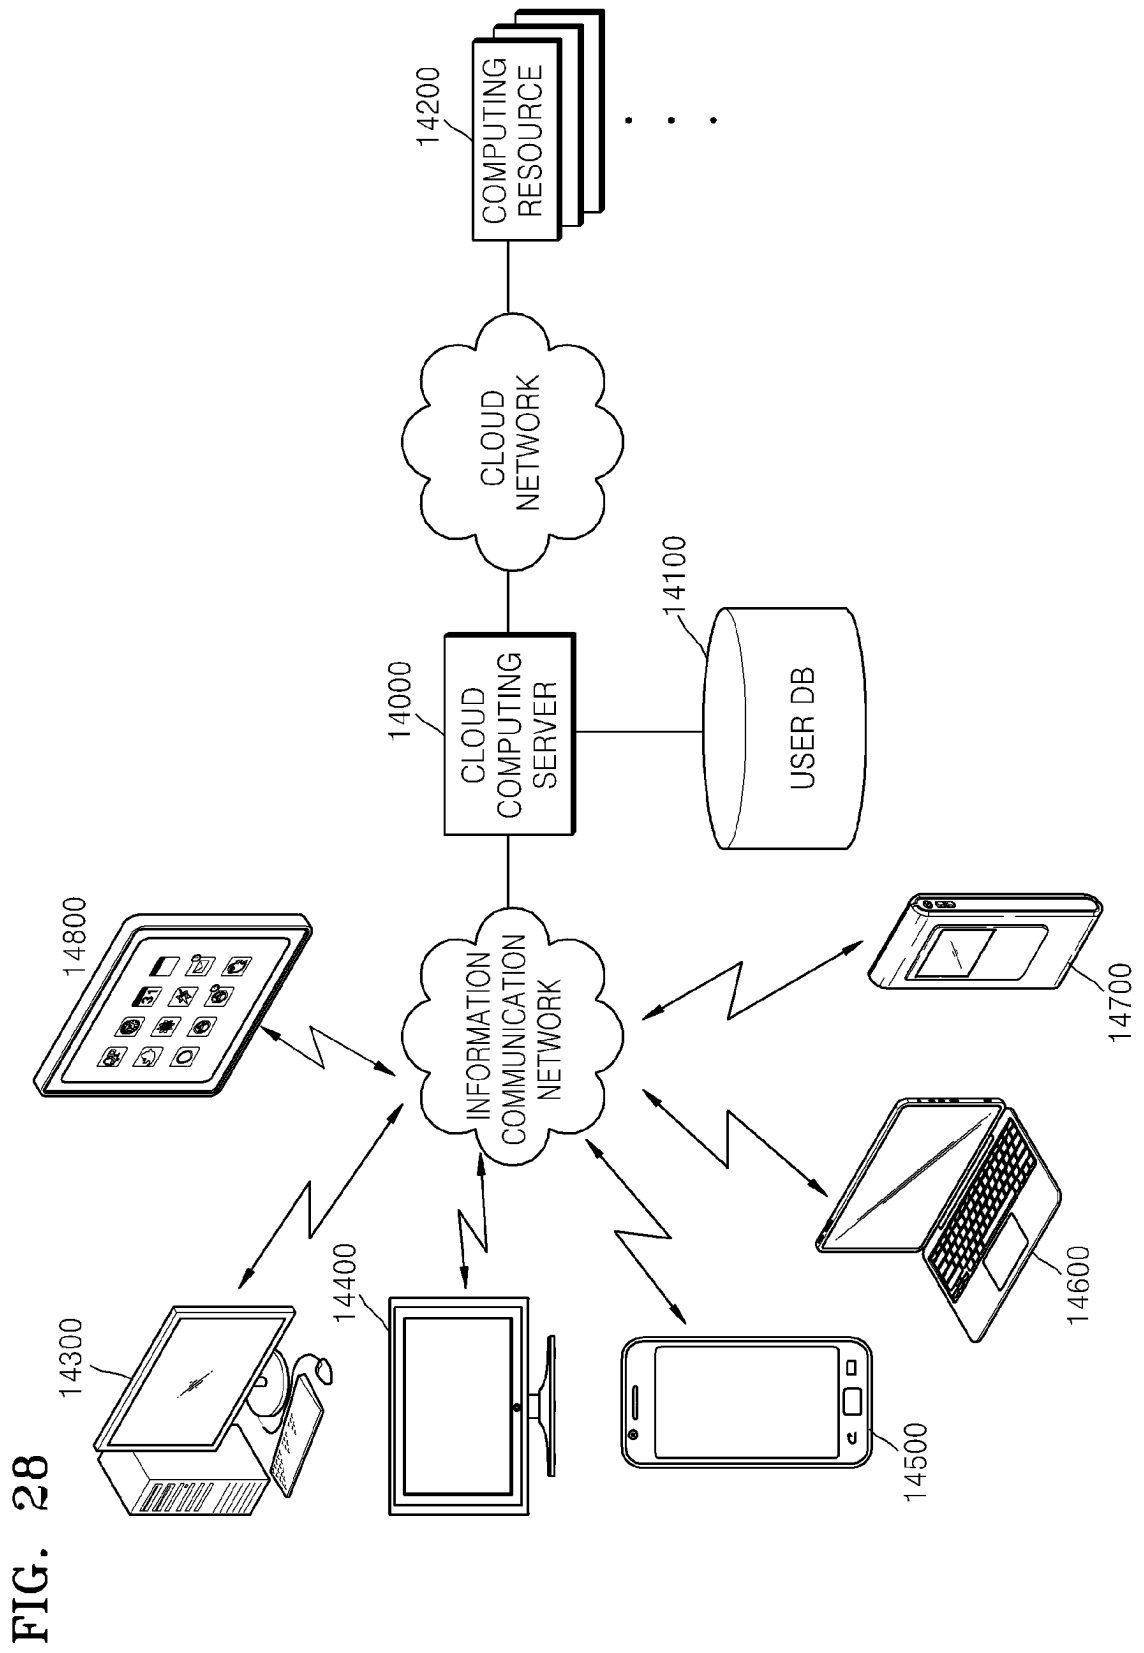 FIG. 28
14300
14800
14400
14500
14600
14700
INFORMATION
COMMUNICATION
NETWORK
14000
CLOUD
COMPUTING
SERVER
14100
USER DB
CLOUD
NETWORK
14200
COMPUTING
RESOURCE
31